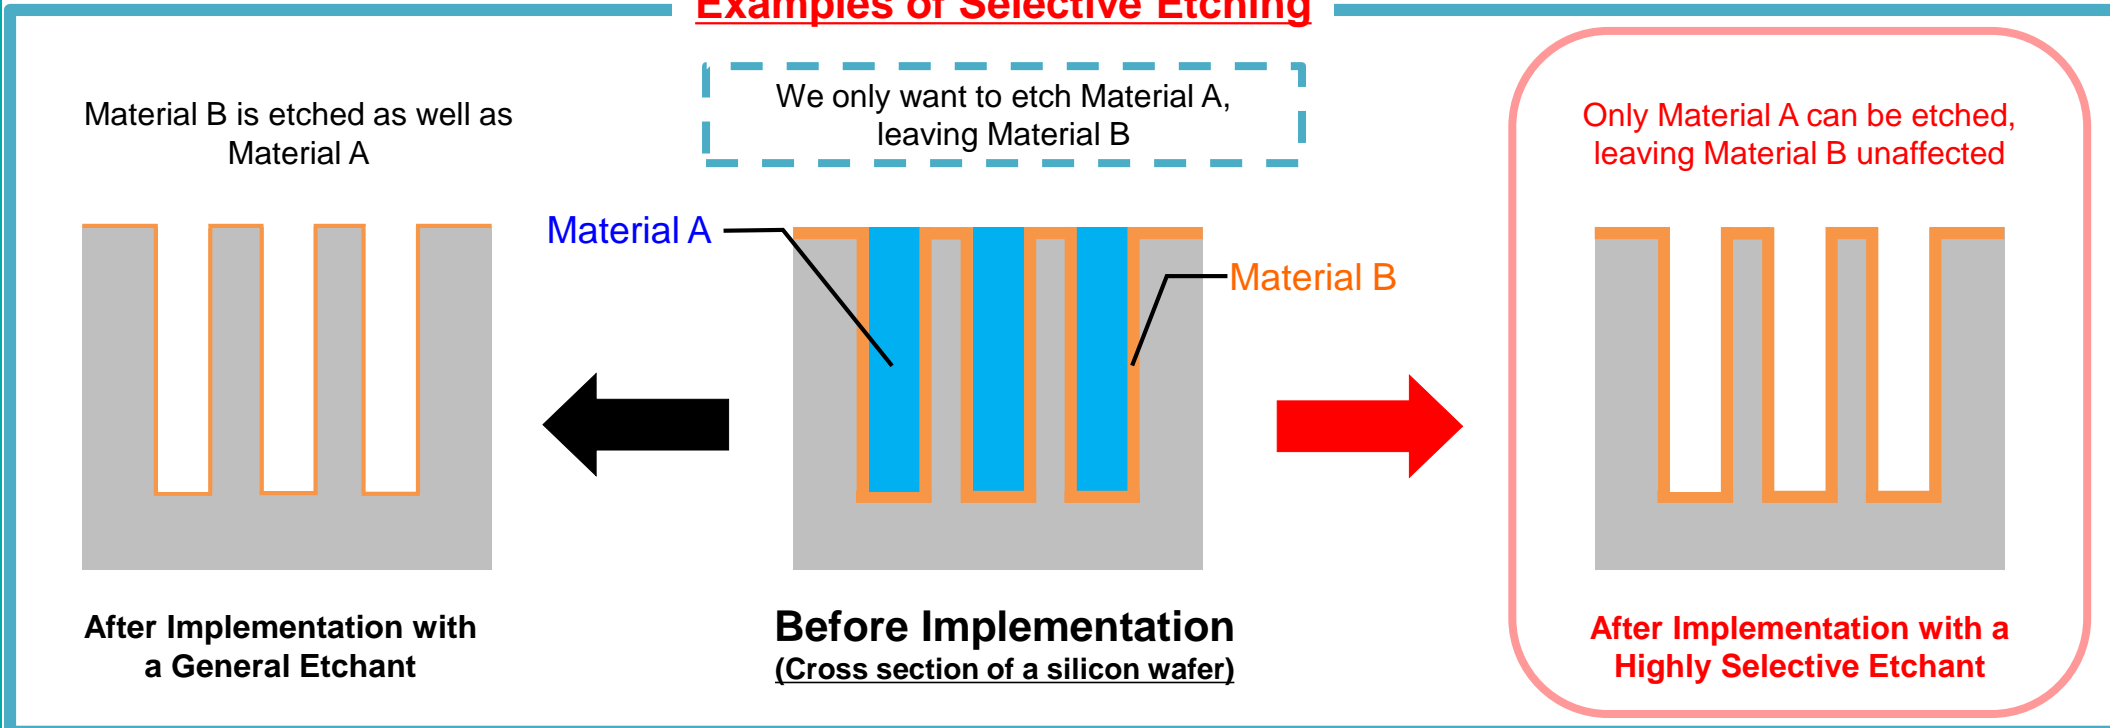 Examples of Selective Etching
Material B is etched as well as
Material A
We only want to etch Material A,
leaving Material B
Only Material A can be etched,
leaving Material B unaffected
Material A
Material B
After Implementation with
a General Etchant
Before Implementation
(Cross section of a silicon wafer)
After Implementation with a
Highly Selective Etchant